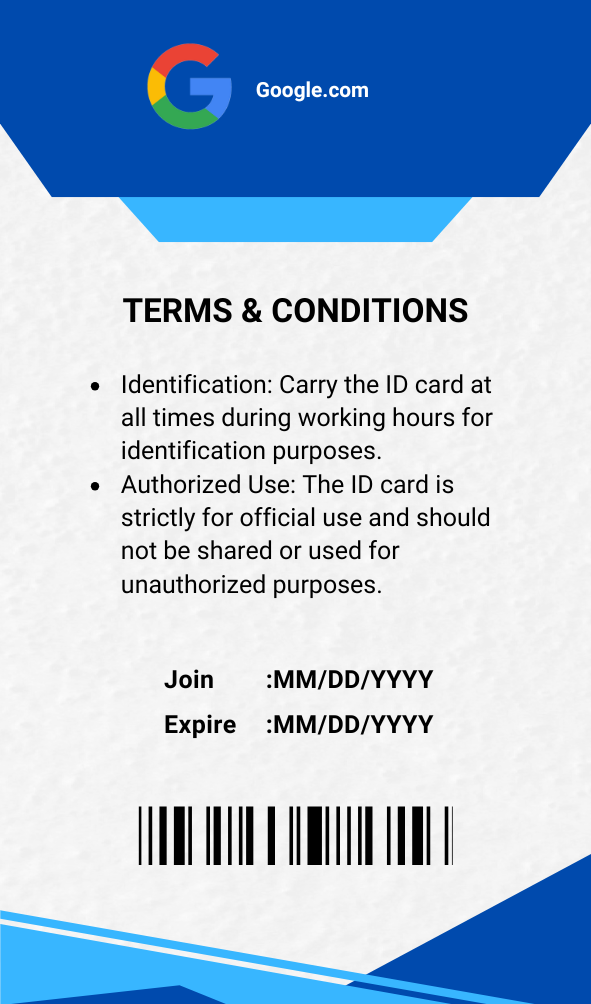 Google.com
TERMS & CONDITIONS
• Identification: Carry the ID card at
all times during working hours for
identification purposes.
• Authorized Use: The ID card is
strictly for official use and should
not be shared or used for
unauthorized purposes.
Join :MM/DD/YYYY
Expire :MM/DD/YYYY